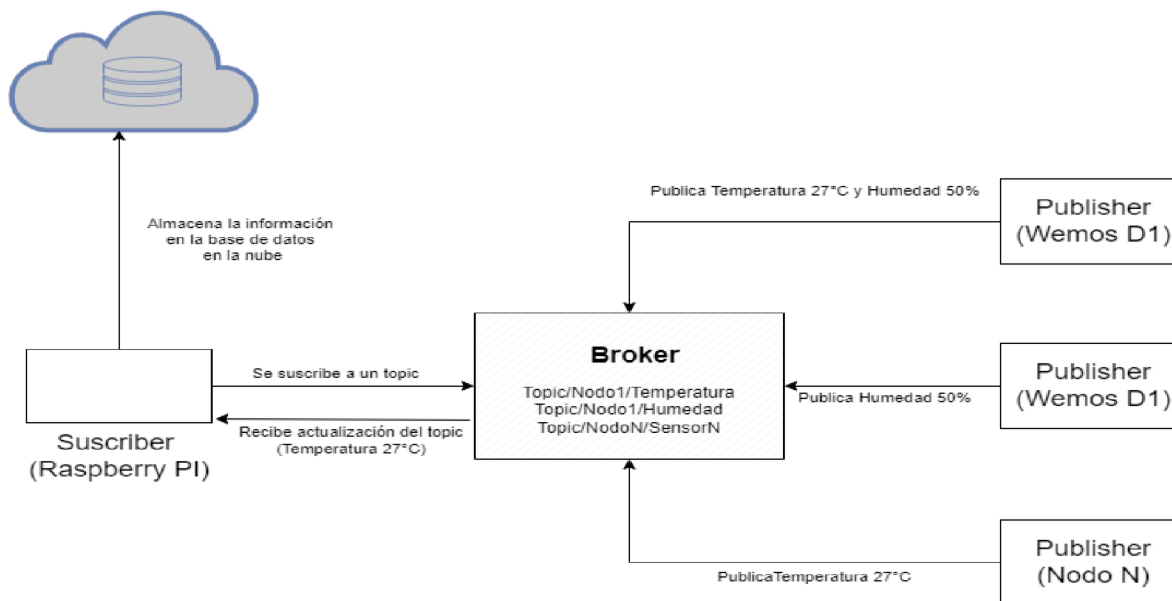 Publica Temperatura 27°C y Humedad 50%
Publisher
(Wemos D1)
Almacena la información
en la base de datos
en la nube
Broker
Topic/Nodo1/Temperatura
Topic/Nodo1/Humedad
Topic/NodoN/SensorN
Se suscribe a un topic
Recibe actualización del topic
(Temperatura 27°C)
Suscriber
(Raspberry PI)
Publisher
(Wemos D1)
Publica Humedad 50%
Publisher
(Nodo N)
PublicaTemperatura 27°C